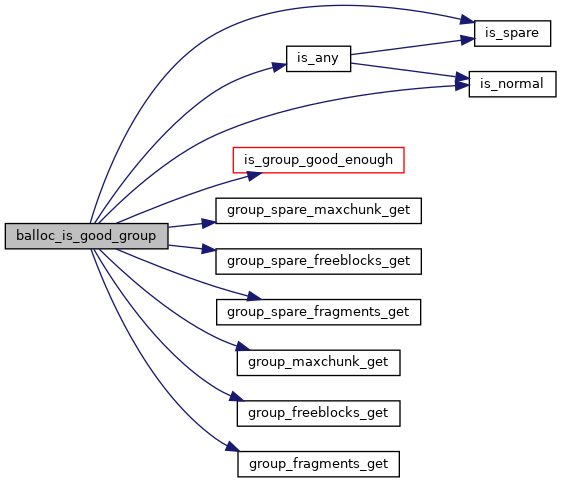 is_spare
is_any
is_normal
is_group_good_enough
group_spare_maxchunk_get
balloc_is_good_group
group_spare_freeblocks_get
group_spare_fragments_get
group_maxchunk_get
group_freeblocks_get
group_fragments_get